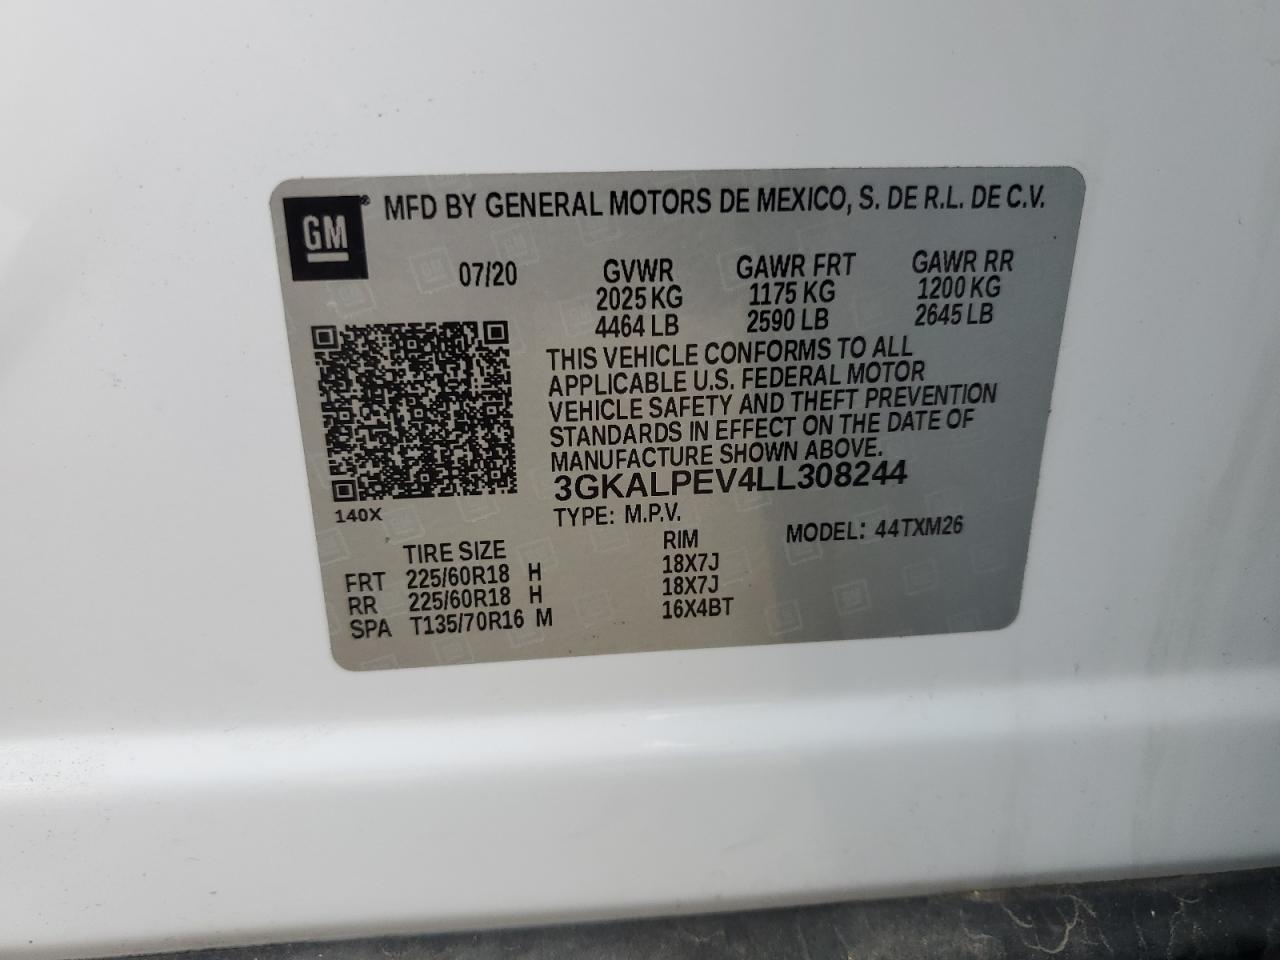 GM® MFD BY GENERAL MOTORS DE MEXICO, S. DE R.L. DE C.V.
07/20 GVWR GAWR FRT GAWR RR
2025 KG 1175 KG 1200 KG
4464 LB 2590 LB 2645 LB
THIS VEHICLE CONFORMS TO ALL
APPLICABLE U.S. FEDERAL MOTOR
VEHICLE SAFETY AND THEFT PREVENTION
STANDARDS IN EFFECT ON THE DATE OF
MANUFACTURE SHOWN ABOVE.
3GKALPEV4LL308244
140X TYPE: M.P.V. MODEL: 44TXM26
TIRE SIZE RIM
FRT 225/60R18 H 18X7J
RR 225/60R18 H 18X7J
SPA T135/70R16 M 16X4BT